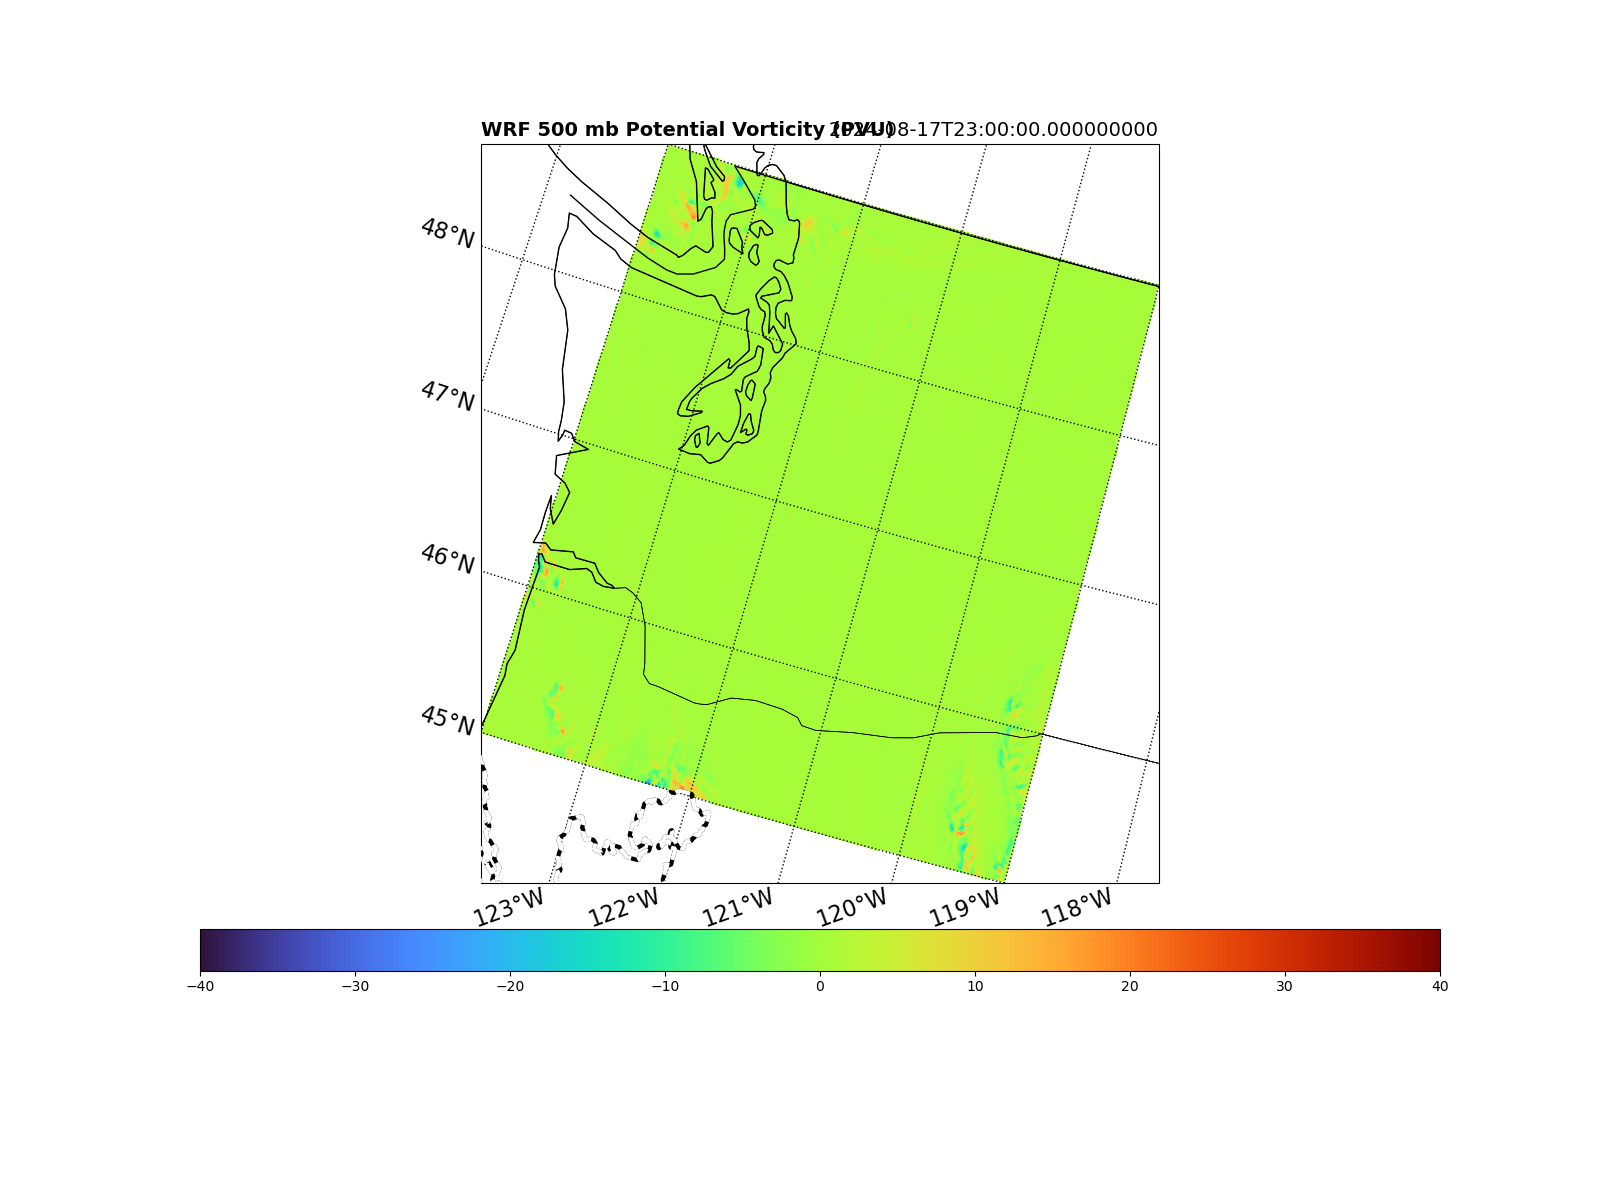 WRF 500 mb Potential Vorticity (PVU) 2024-08-17T23:00:00.000000000
48°N
47°N
46°N
45°N
123°W 122°W 121°W 120°W 119°W 118°W
−40 −30 −20 −10 0 10 20 30 40